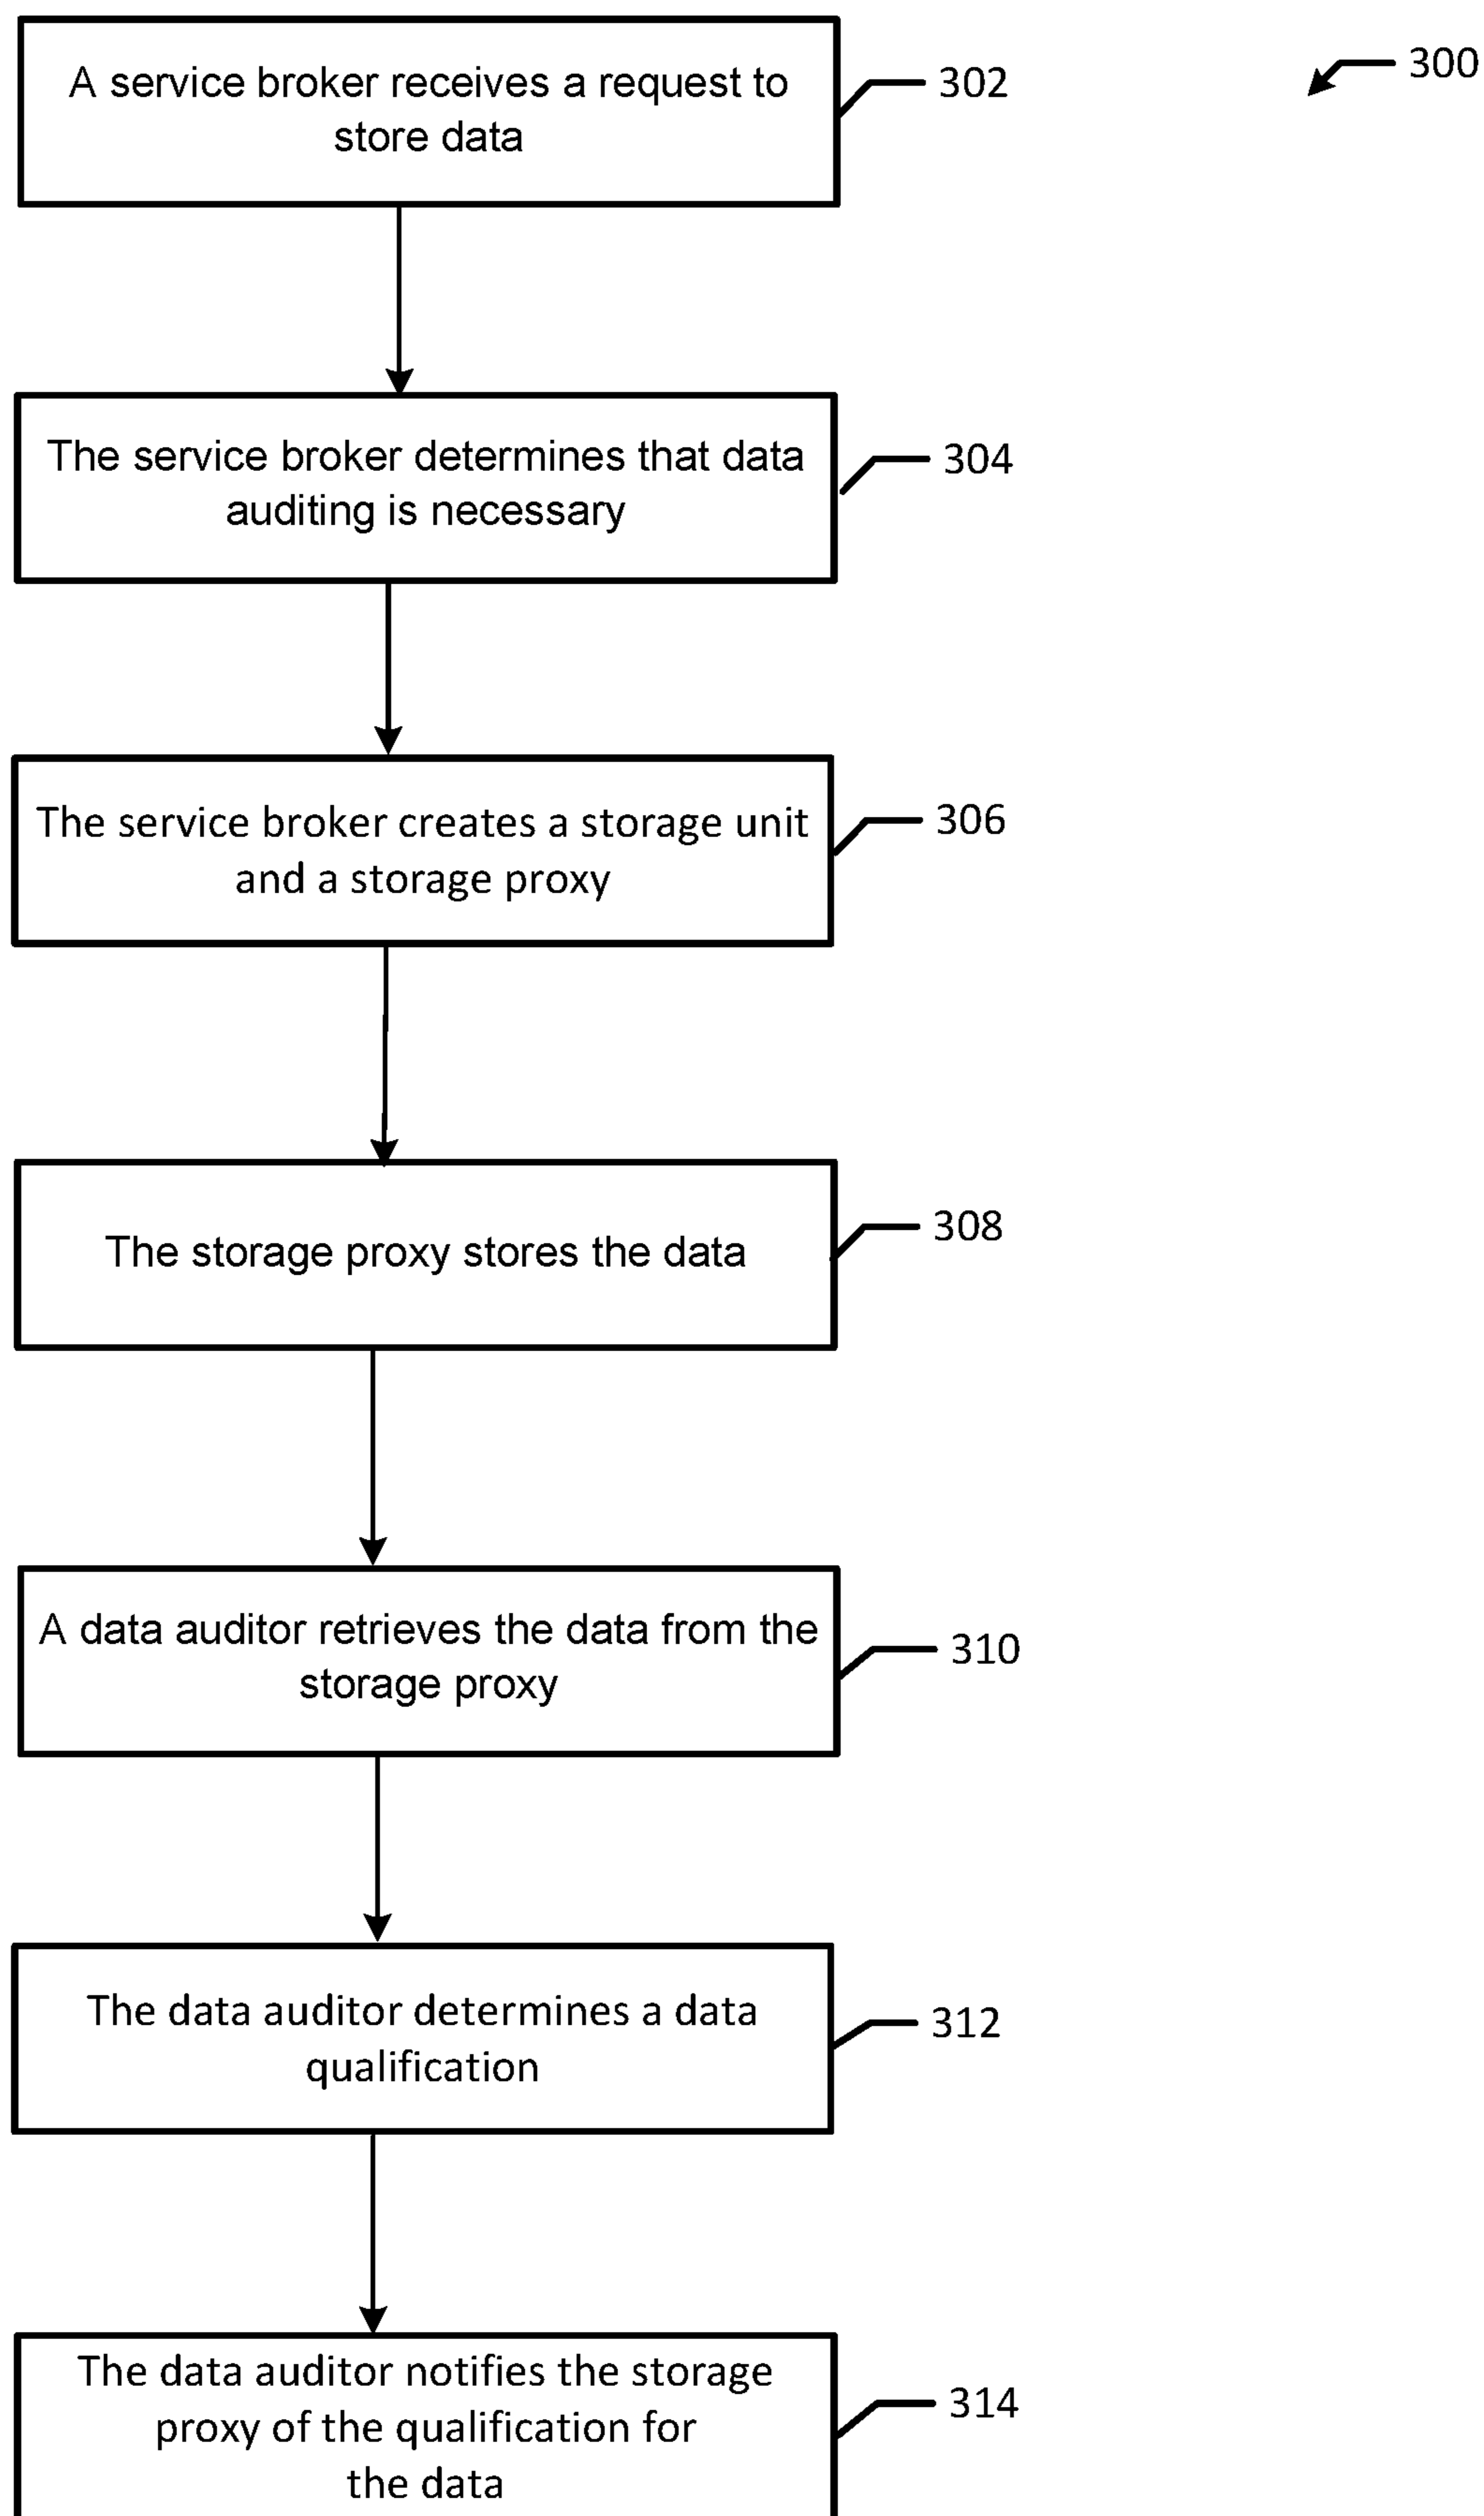 A service broker receives a request to
store data
302
300
The service broker determines that data
auditing is necessary
304
The service broker creates a storage unit
and a storage proxy
306
The storage proxy stores the data
308
A data auditor retrieves the data from the
storage proxy
310
The data auditor determines a data
qualification
312
The data auditor notifies the storage
proxy of the qualification for
the data
314